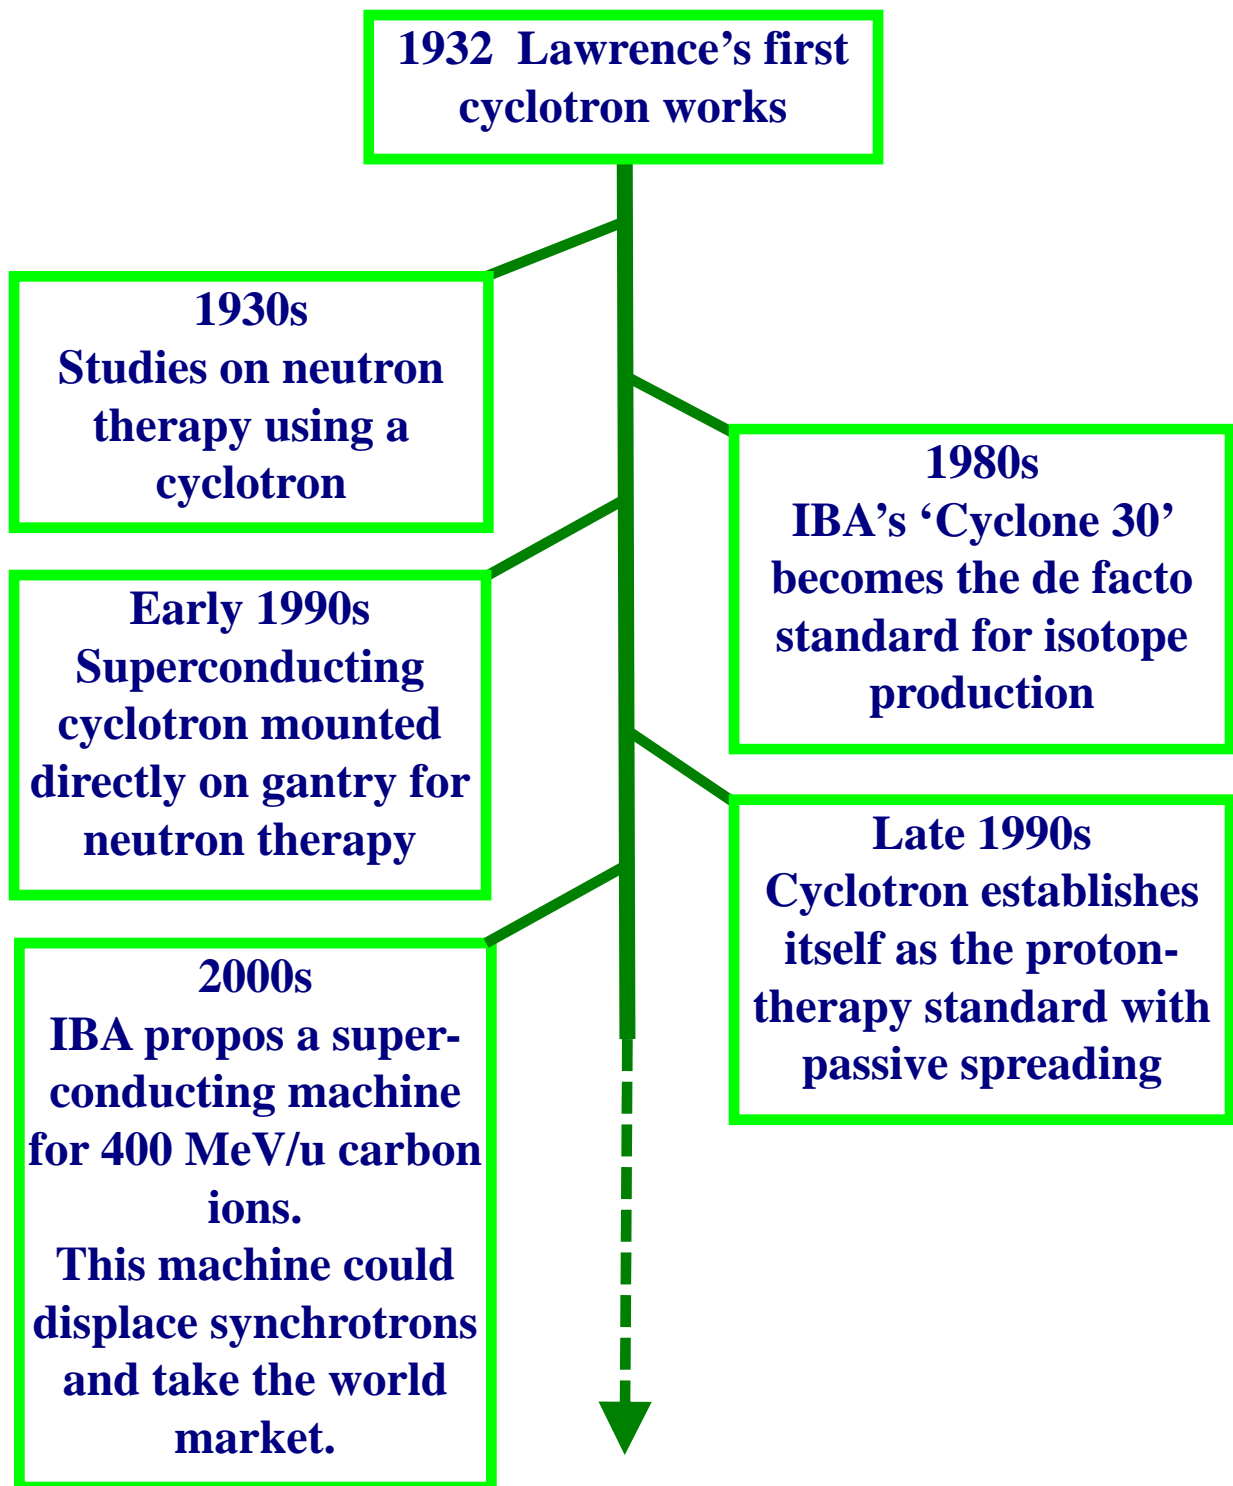 1932  Lawrence’s first
cyclotron works
1930s
Studies on neutron
therapy using a
cyclotron
1980s
IBA’s ‘Cyclone 30’
becomes the de facto
standard for isotope
production
Early 1990s
Superconducting
cyclotron mounted
directly on gantry for
neutron therapy
Late 1990s
Cyclotron establishes
itself as the proton-
therapy standard with
passive spreading
2000s
IBA propos a super-
conducting machine
for 400 MeV/u carbon
ions.
This machine could
displace synchrotrons
and take the world
market.